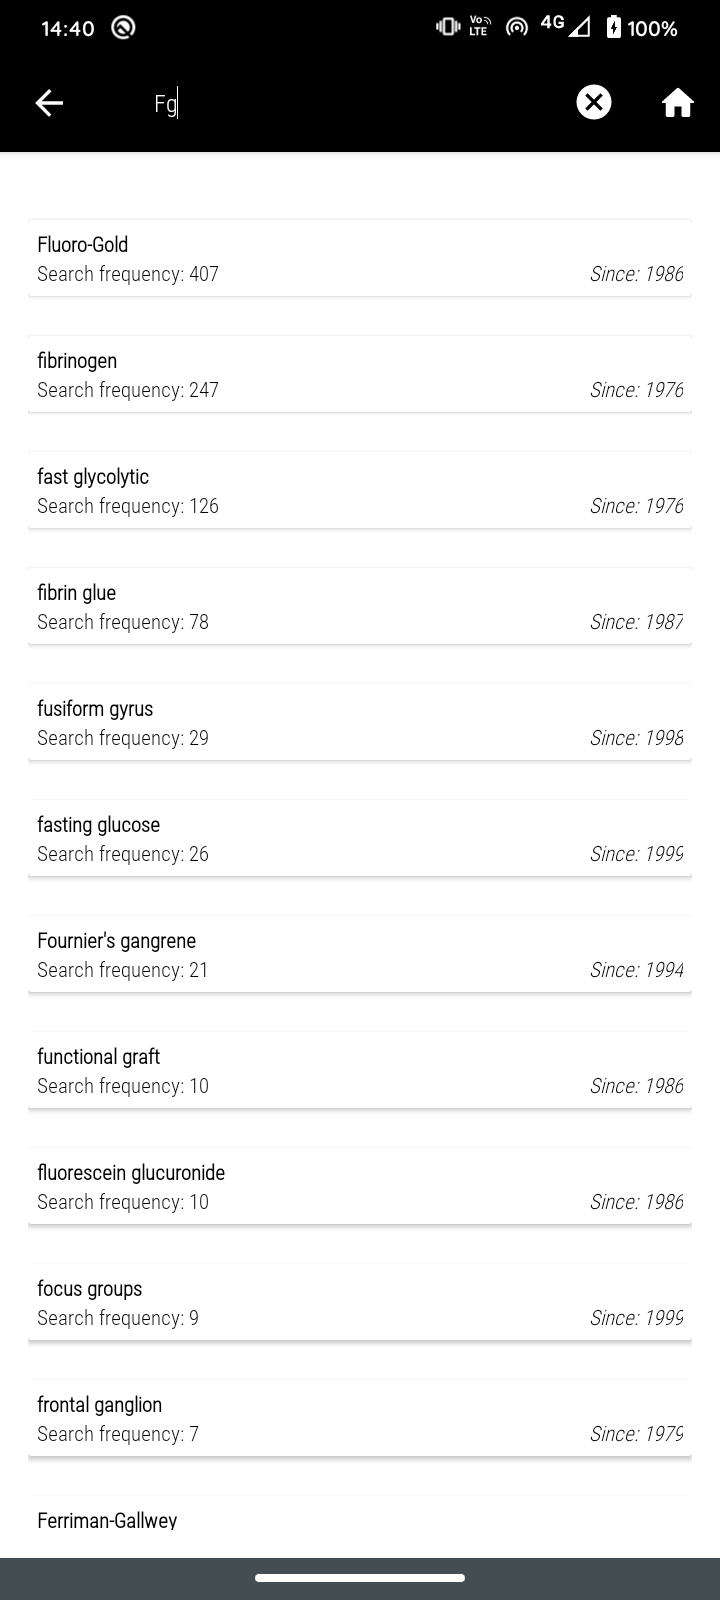 14:40 Vo LTE 4G 100%
Fg
Fluoro-Gold
Search frequency: 407 Since: 1986
fibrinogen
Search frequency: 247 Since: 1976
fast glycolytic
Search frequency: 126 Since: 1976
fibrin glue
Search frequency: 78 Since: 1987
fusiform gyrus
Search frequency: 29 Since: 1998
fasting glucose
Search frequency: 26 Since: 1999
Fournier's gangrene
Search frequency: 21 Since: 1994
functional graft
Search frequency: 10 Since: 1986
fluorescein glucuronide
Search frequency: 10 Since: 1986
focus groups
Search frequency: 9 Since: 1999
frontal ganglion
Search frequency: 7 Since: 1979
Ferriman-Gallwey